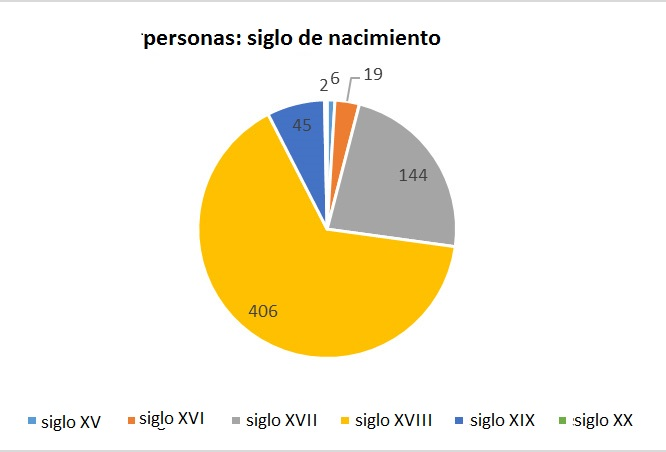 personas: siglo de nacimiento
2 6 19
45
144
406
siglo XV siglo XVI siglo XVII siglo XVIII siglo XIX siglo XX